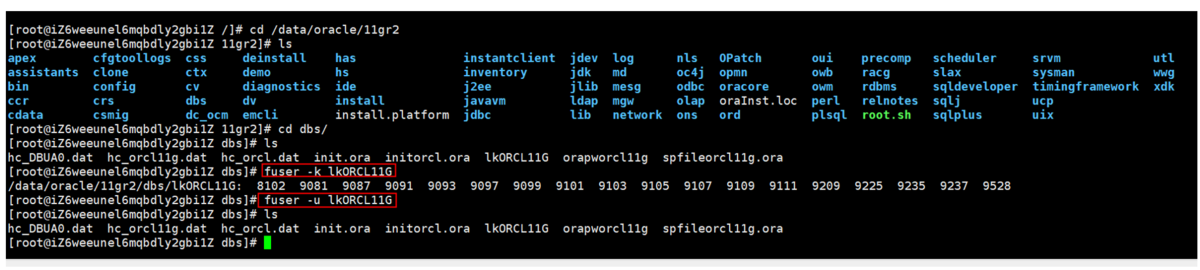 [root@iZ6weeunel6mqbdly2gbi1Z /]# cd /data/oracle/11gr2
[root@iZ6weeunel6mqbdly2gbi1Z 11gr2]# ls
apex cfgtoollogs css deinstall has instantclient jdev log nls OPatch oui precomp scheduler srvm utl
assistants clone ctx demo hs inventory jdk md oc4j opmn owb racg slax sysman wwg
bin config cv diagnostics ide j2ee jlib mesg odbc oracore owm rdbms sqldeveloper timingframework xdk
ccr crs dbs dv install javavm ldap mgw olap oraInst.loc perl relnotes sqlj ucp
cdata csmig dc_ocm emcli install.platform jdbc lib network ons ord plsql root.sh sqlplus uix
[root@iZ6weeunel6mqbdly2gbi1Z 11gr2]# cd dbs/
[root@iZ6weeunel6mqbdly2gbi1Z dbs]# ls
hc_DBUA0.dat hc_orcl11g.dat hc_orcl.dat init.ora initorcl.ora lkORCL11G orapworcl11g spfileorcl11g.ora
[root@iZ6weeunel6mqbdly2gbi1Z dbs]# fuser -k lkORCL11G
/data/oracle/11gr2/dbs/lkORCL11G: 8102 9081 9087 9091 9093 9097 9099 9101 9103 9105 9107 9109 9111 9209 9225 9235 9237 9528
[root@iZ6weeunel6mqbdly2gbi1Z dbs]# fuser -u lkORCL11G
[root@iZ6weeunel6mqbdly2gbi1Z dbs]# ls
hc_DBUA0.dat hc_orcl11g.dat hc_orcl.dat init.ora initorcl.ora lkORCL11G orapworcl11g spfileorcl11g.ora
[root@iZ6weeunel6mqbdly2gbi1Z dbs]#